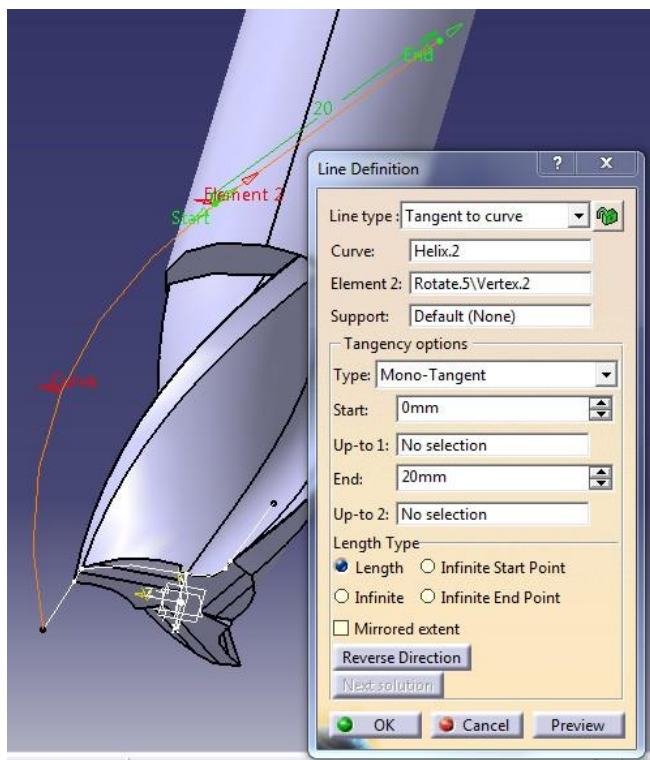 End
20
Element 2
Start
Curve
z
Line Definition
? X
Line type : Tangent to curve
Curve: Helix.2
Element 2: Rotate.5\Vertex.2
Support: Default (None)
Tangency options
Type: Mono-Tangent
Start: 0mm
Up-to 1: No selection
End: 20mm
Up-to 2: No selection
Length Type
Length Infinite Start Point
Infinite Infinite End Point
Mirrored extent
Reverse Direction
Next solution
OK Cancel Preview